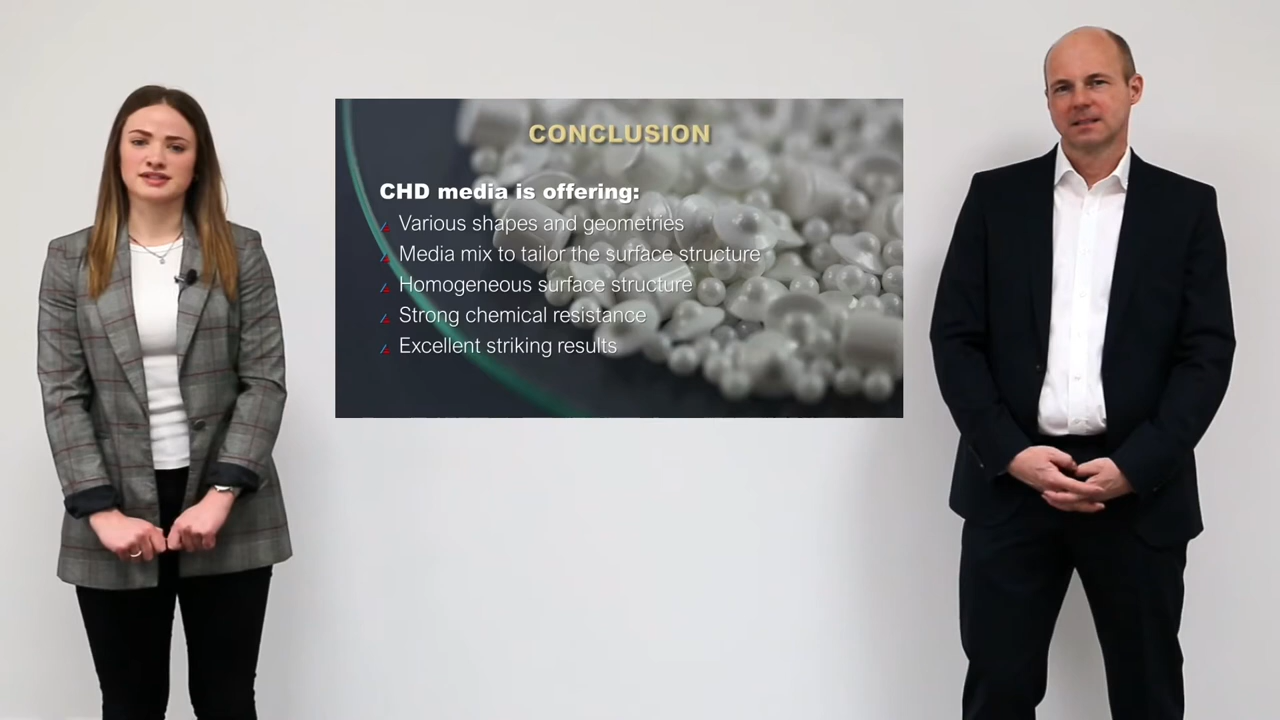 CONCLUSION
CHD media is offering:
Various shapes and geometries
Media mix to tailor the surface structure
Homogeneous surface structure
Strong chemical resistance
Excellent striking results